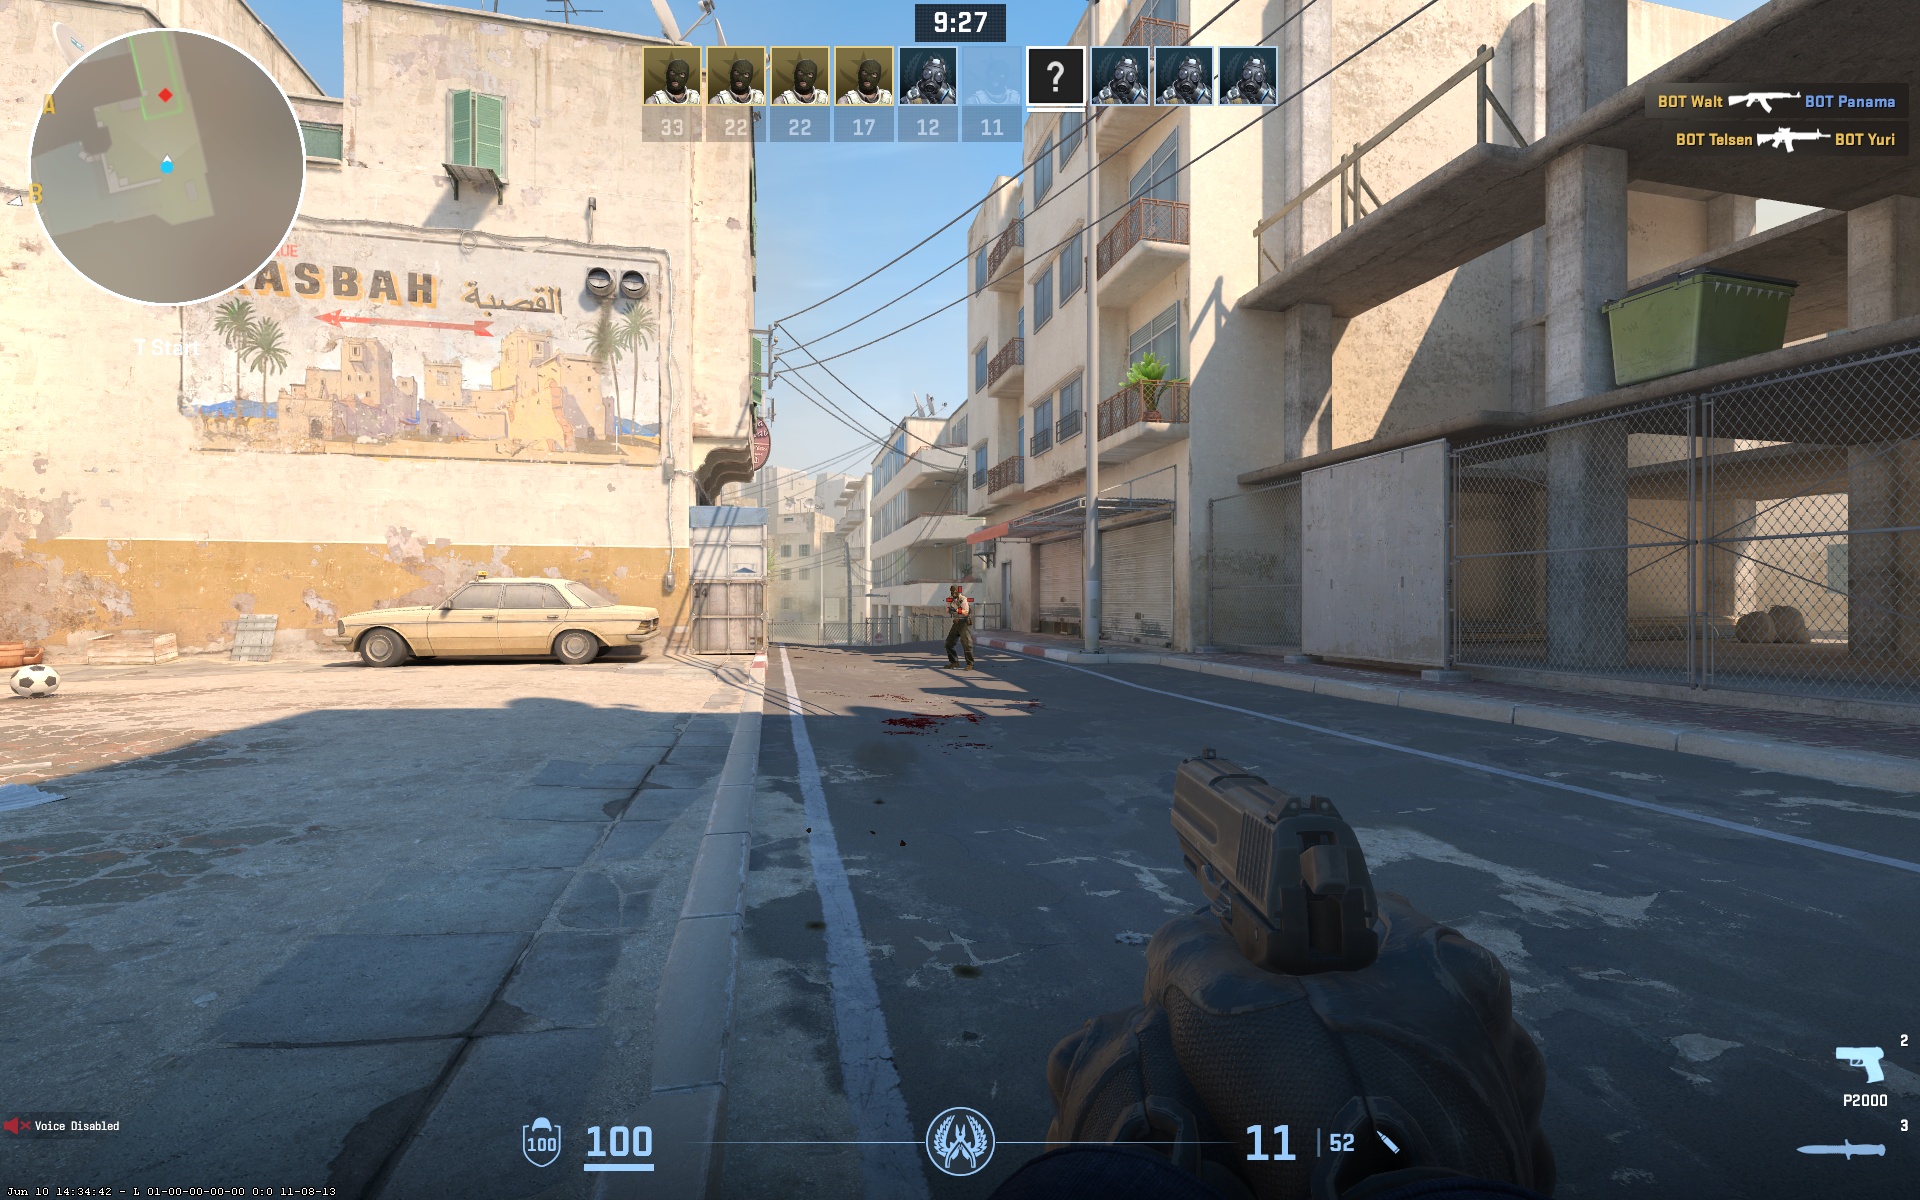 9:27
?
33 22 22 17 12 11
A
B
BOT Walt BOT Panama
BOT Telsen BOT Yuri
ASBAH القصبة
T Start
2
P2000
3
Voice Disabled
100 100
11 52
Jun 10 14:34:42 - L 01-00-00-00-00 0:0 11-08-13